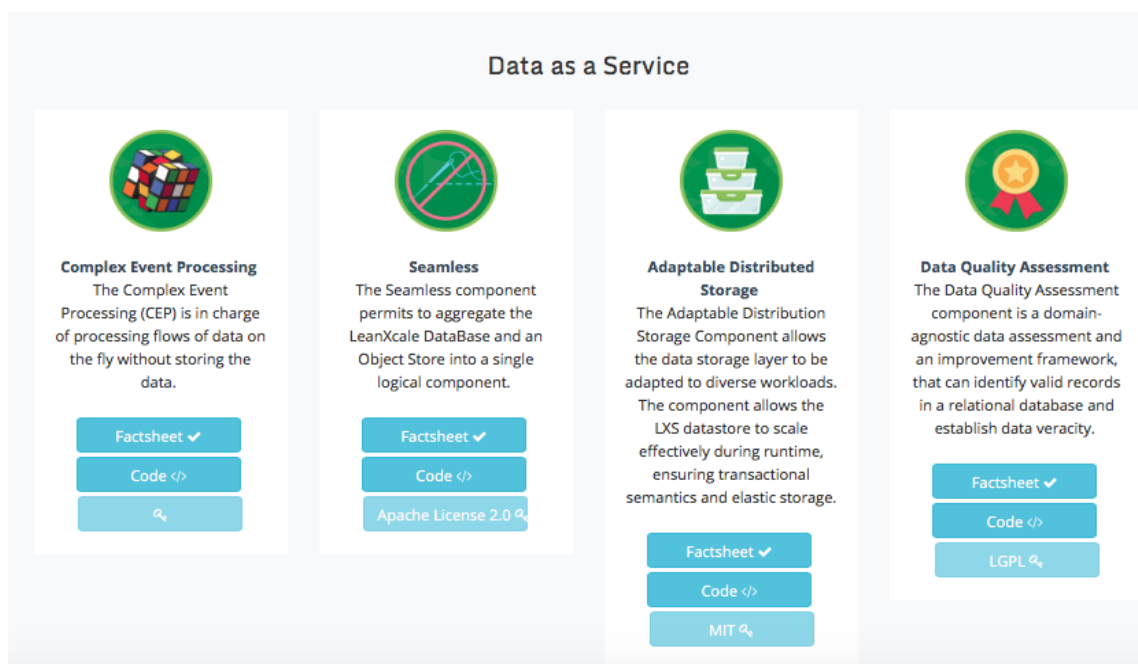 Data as a Service
Complex Event Processing
The Complex Event
Processing (CEP) is in charge
of processing flows of data on
the fly without storing the
data.
Factsheet
Code </>
Seamless
The Seamless component
permits to aggregate the
LeanXcale DataBase and an
Object Store into a single
logical component.
Factsheet
Code </>
Apache License 2.0
Adaptable Distributed
Storage
The Adaptable Distribution
Storage Component allows
the data storage layer to be
adapted to diverse workloads.
The component allows the
LXS datastore to scale
effectively during runtime,
ensuring transactional
semantics and elastic storage.
Factsheet
Code </>
MIT
Data Quality Assessment
The Data Quality Assessment
component is a domain-
agnostic data assessment and
an improvement framework,
that can identify valid records
in a relational database and
establish data veracity.
Factsheet
Code </>
LGPL